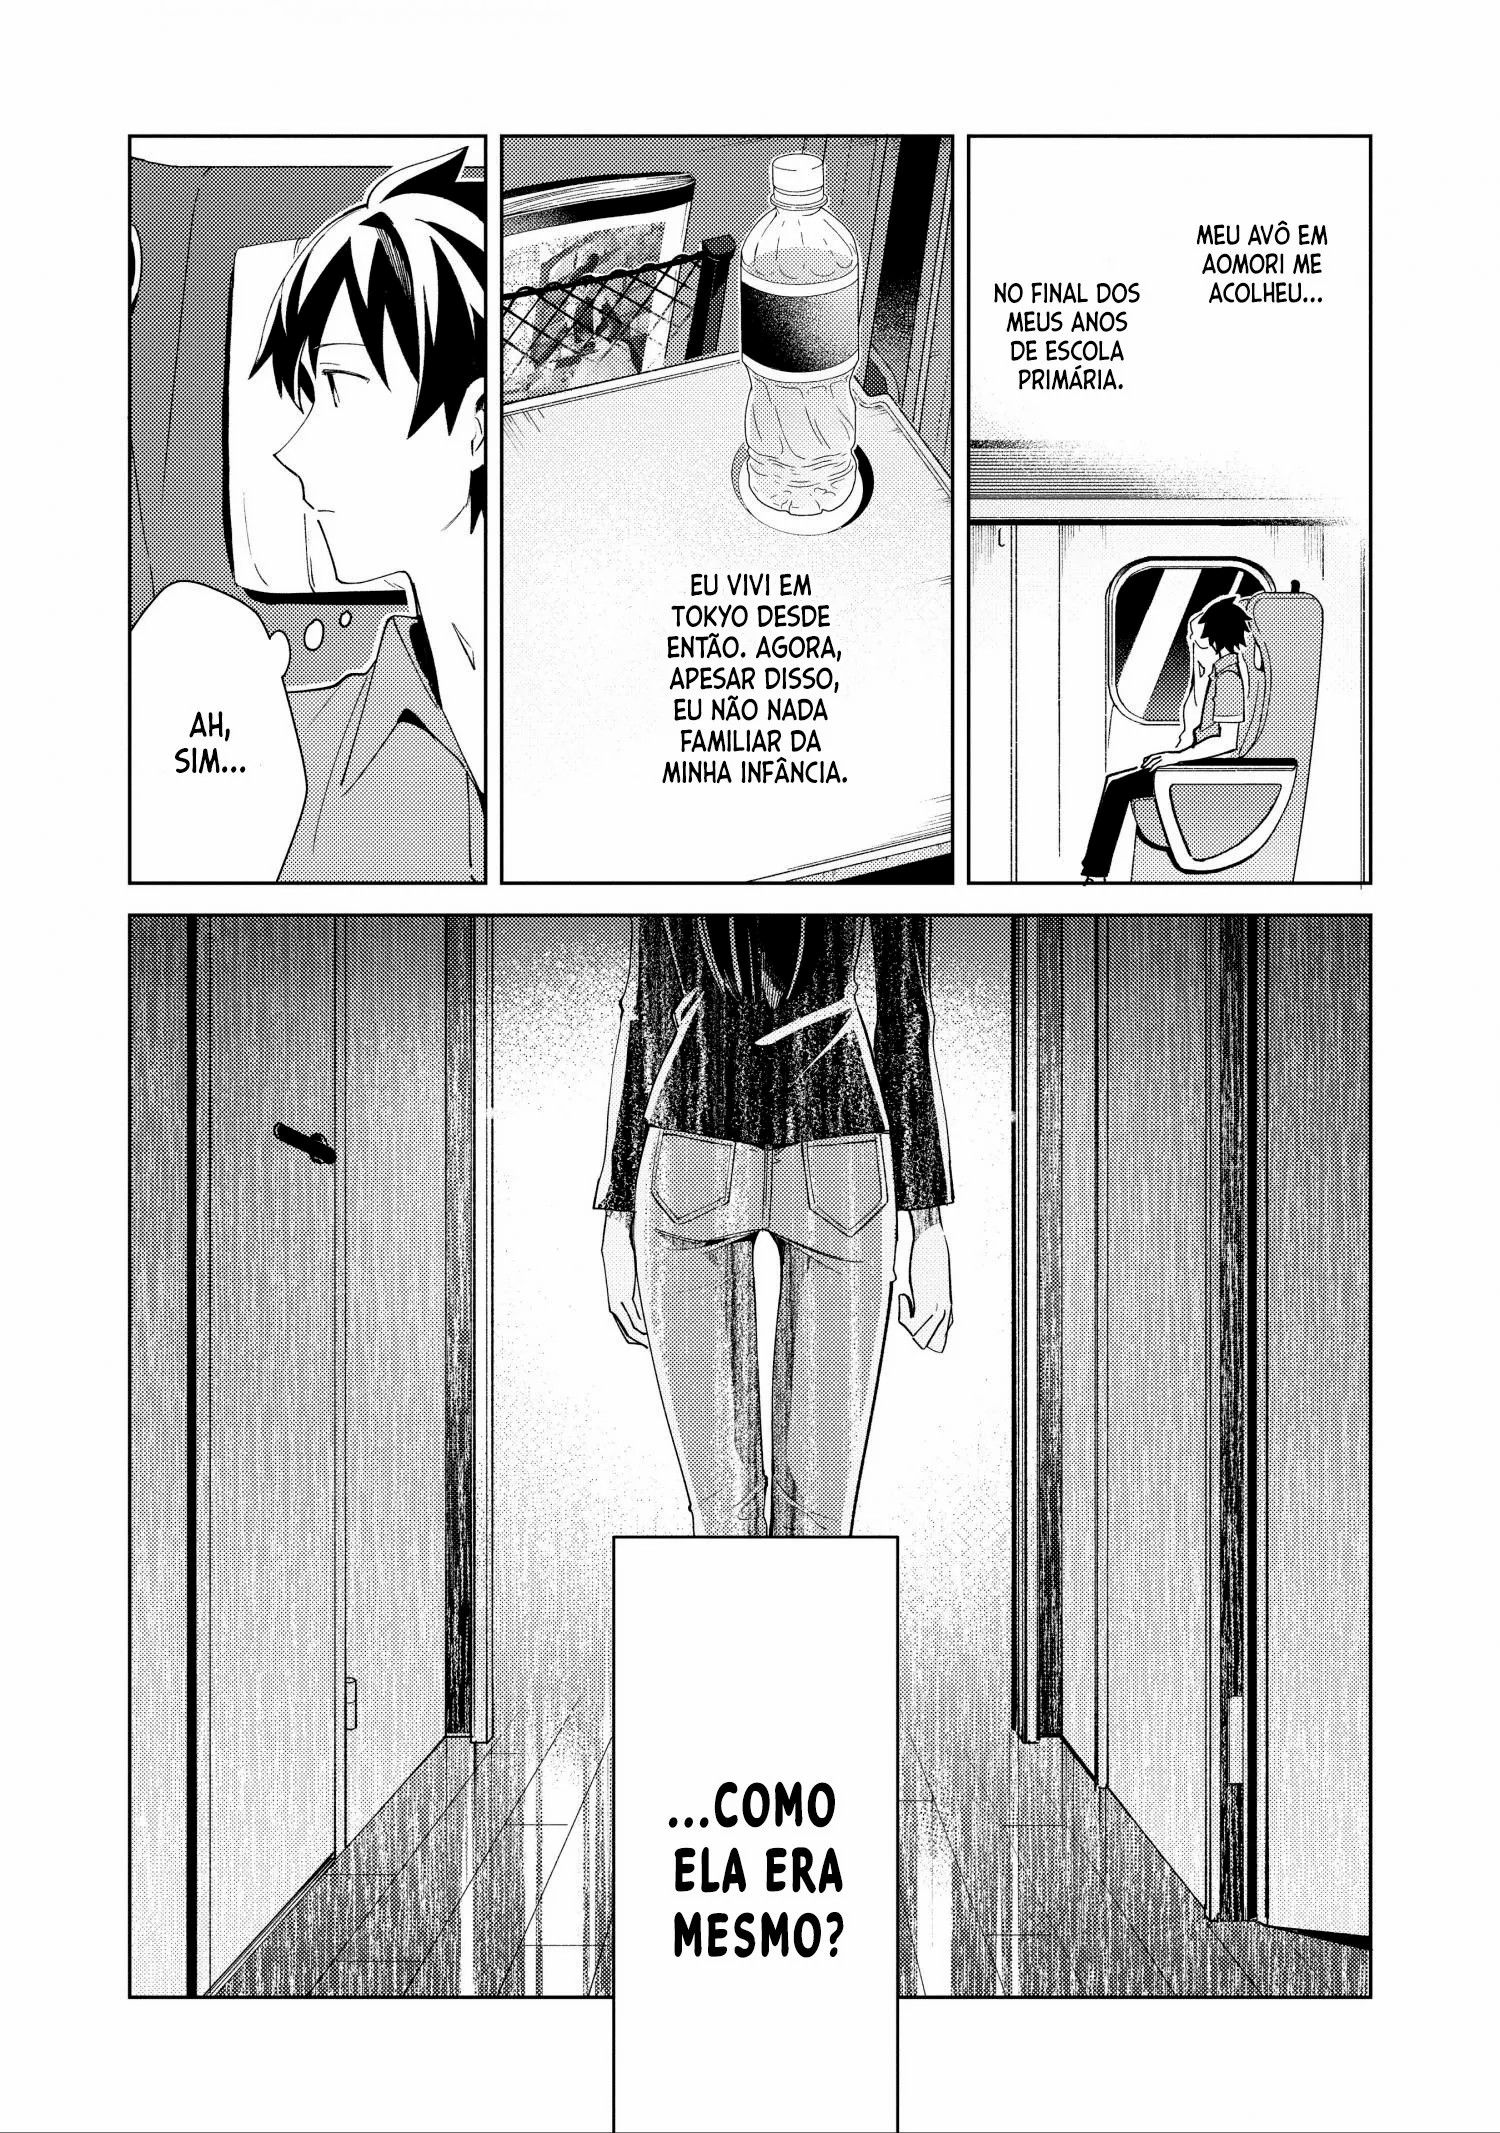 MEU AVÔ EM
AOMORI ME
ACOLHEU...
NO FINAL DOS
MEUS ANOS
DE ESCOLA
PRIMÁRIA.
EU VIVI EM
TOKYO DESDE
ENTÃO. AGORA,
APESAR DISSO,
EU NÃO NADA
FAMILIAR DA
MINHA INFÂNCIA.
AH,
SIM...
...COMO
ELA ERA
MESMO?